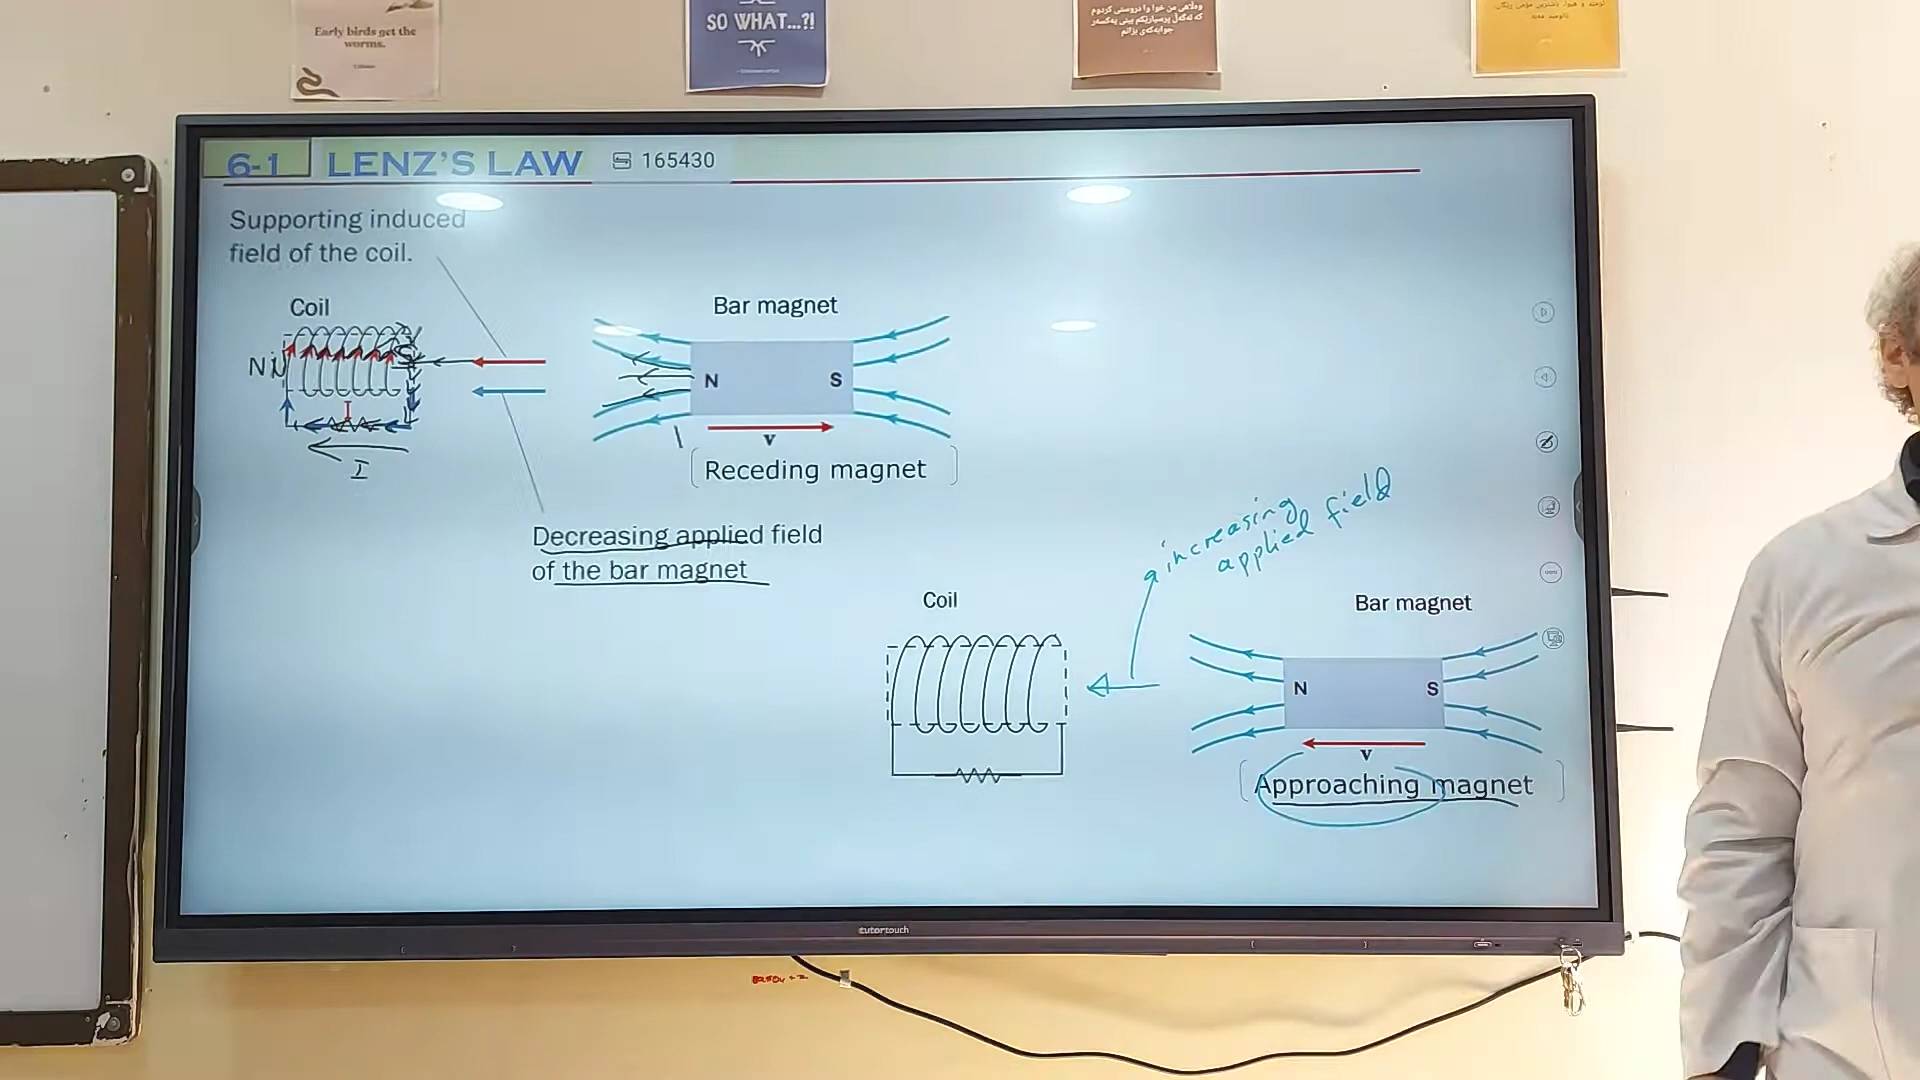 Early birds get the
worms.
SO WHAT...?!
6-1 LENZ'S LAW 165430
Supporting induced
field of the coil.
Coil
Bar magnet
N
N S
v
I
I
Receding magnet
Decreasing applied field
of the bar magnet
increasing
applied field
Coil
Bar magnet
N S
v
Approaching magnet
tutortouch